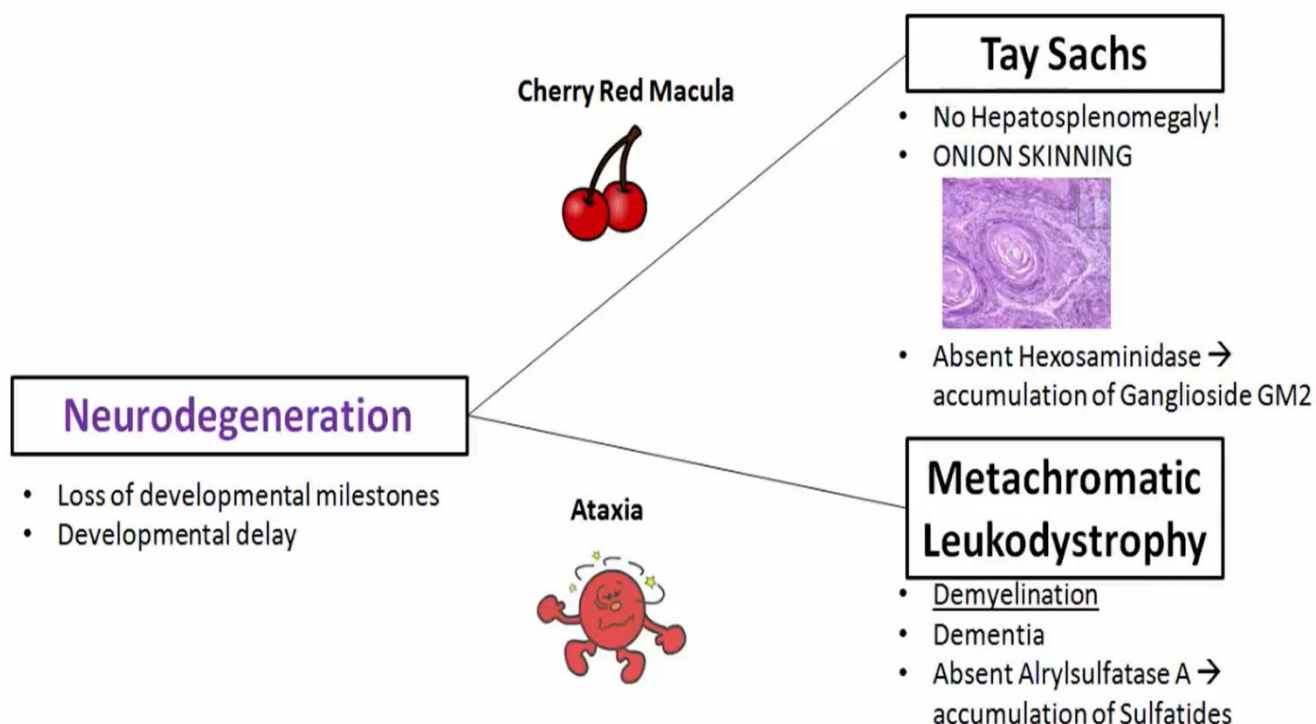 Neurodegeneration
• Loss of developmental milestones
• Developmental delay
Cherry Red Macula
Tay Sachs
• No Hepatosplenomegaly!
• ONION SKINNING
• Absent Hexosaminidase →
accumulation of Ganglioside GM2
Ataxia
Metachromatic
Leukodystrophy
• Demyelination
• Dementia
• Absent Alrylsulfatase A →
accumulation of Sulfatides